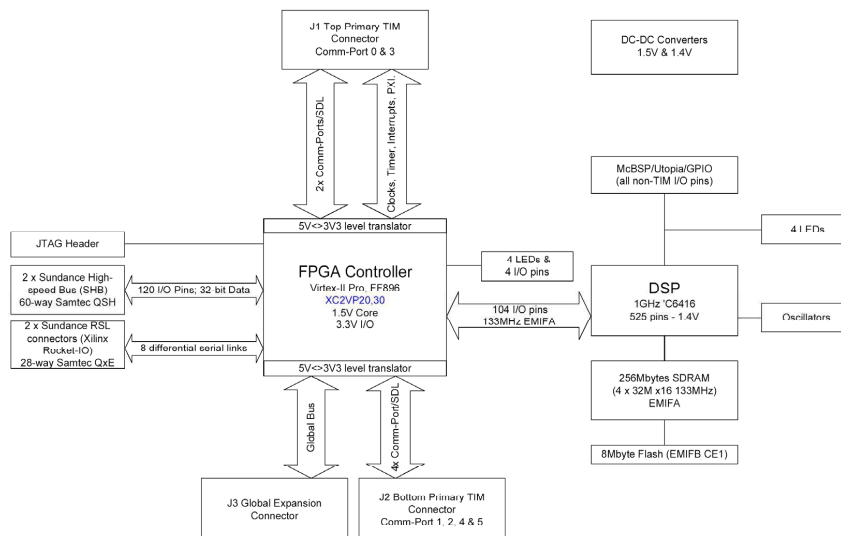 J1 Top Primary TIM
Connector
Comm-Port 0 & 3
DC-DC Converters
1.5V & 1.4V
2x Comm-Ports/SDL
Clocks, Timer, Interrupts, PXI.
McBSP/Utopia/GPIO
(all non-TIM I/O pins)
5V<>3V3 level translator
4 LEDs
JTAG Header
4 LEDs &
4 I/O pins
FPGA Controller
Virtex-II Pro, FF896
XC2VP20,30
1.5V Core
3.3V I/O
2 x Sundance High-
speed Bus (SHB)
60-way Samtec QSH
120 I/O Pins; 32-bit Data
DSP
1GHz 'C6416
525 pins - 1.4V
104 I/O pins
133MHz EMIFA
Oscillators
2 x Sundance RSL
connectors (Xilinx
Rocket-IO)
28-way Samtec QxE
8 differential serial links
5V<>3V3 level translator
256Mbytes SDRAM
(4 x 32M x16 133MHz)
EMIFA
Global Bus
4x Comm-Port/SDL
8Mbyte Flash (EMIFB CE1)
J3 Global Expansion
Connector
J2 Bottom Primary TIM
Connector
Comm-Port 1, 2, 4 & 5